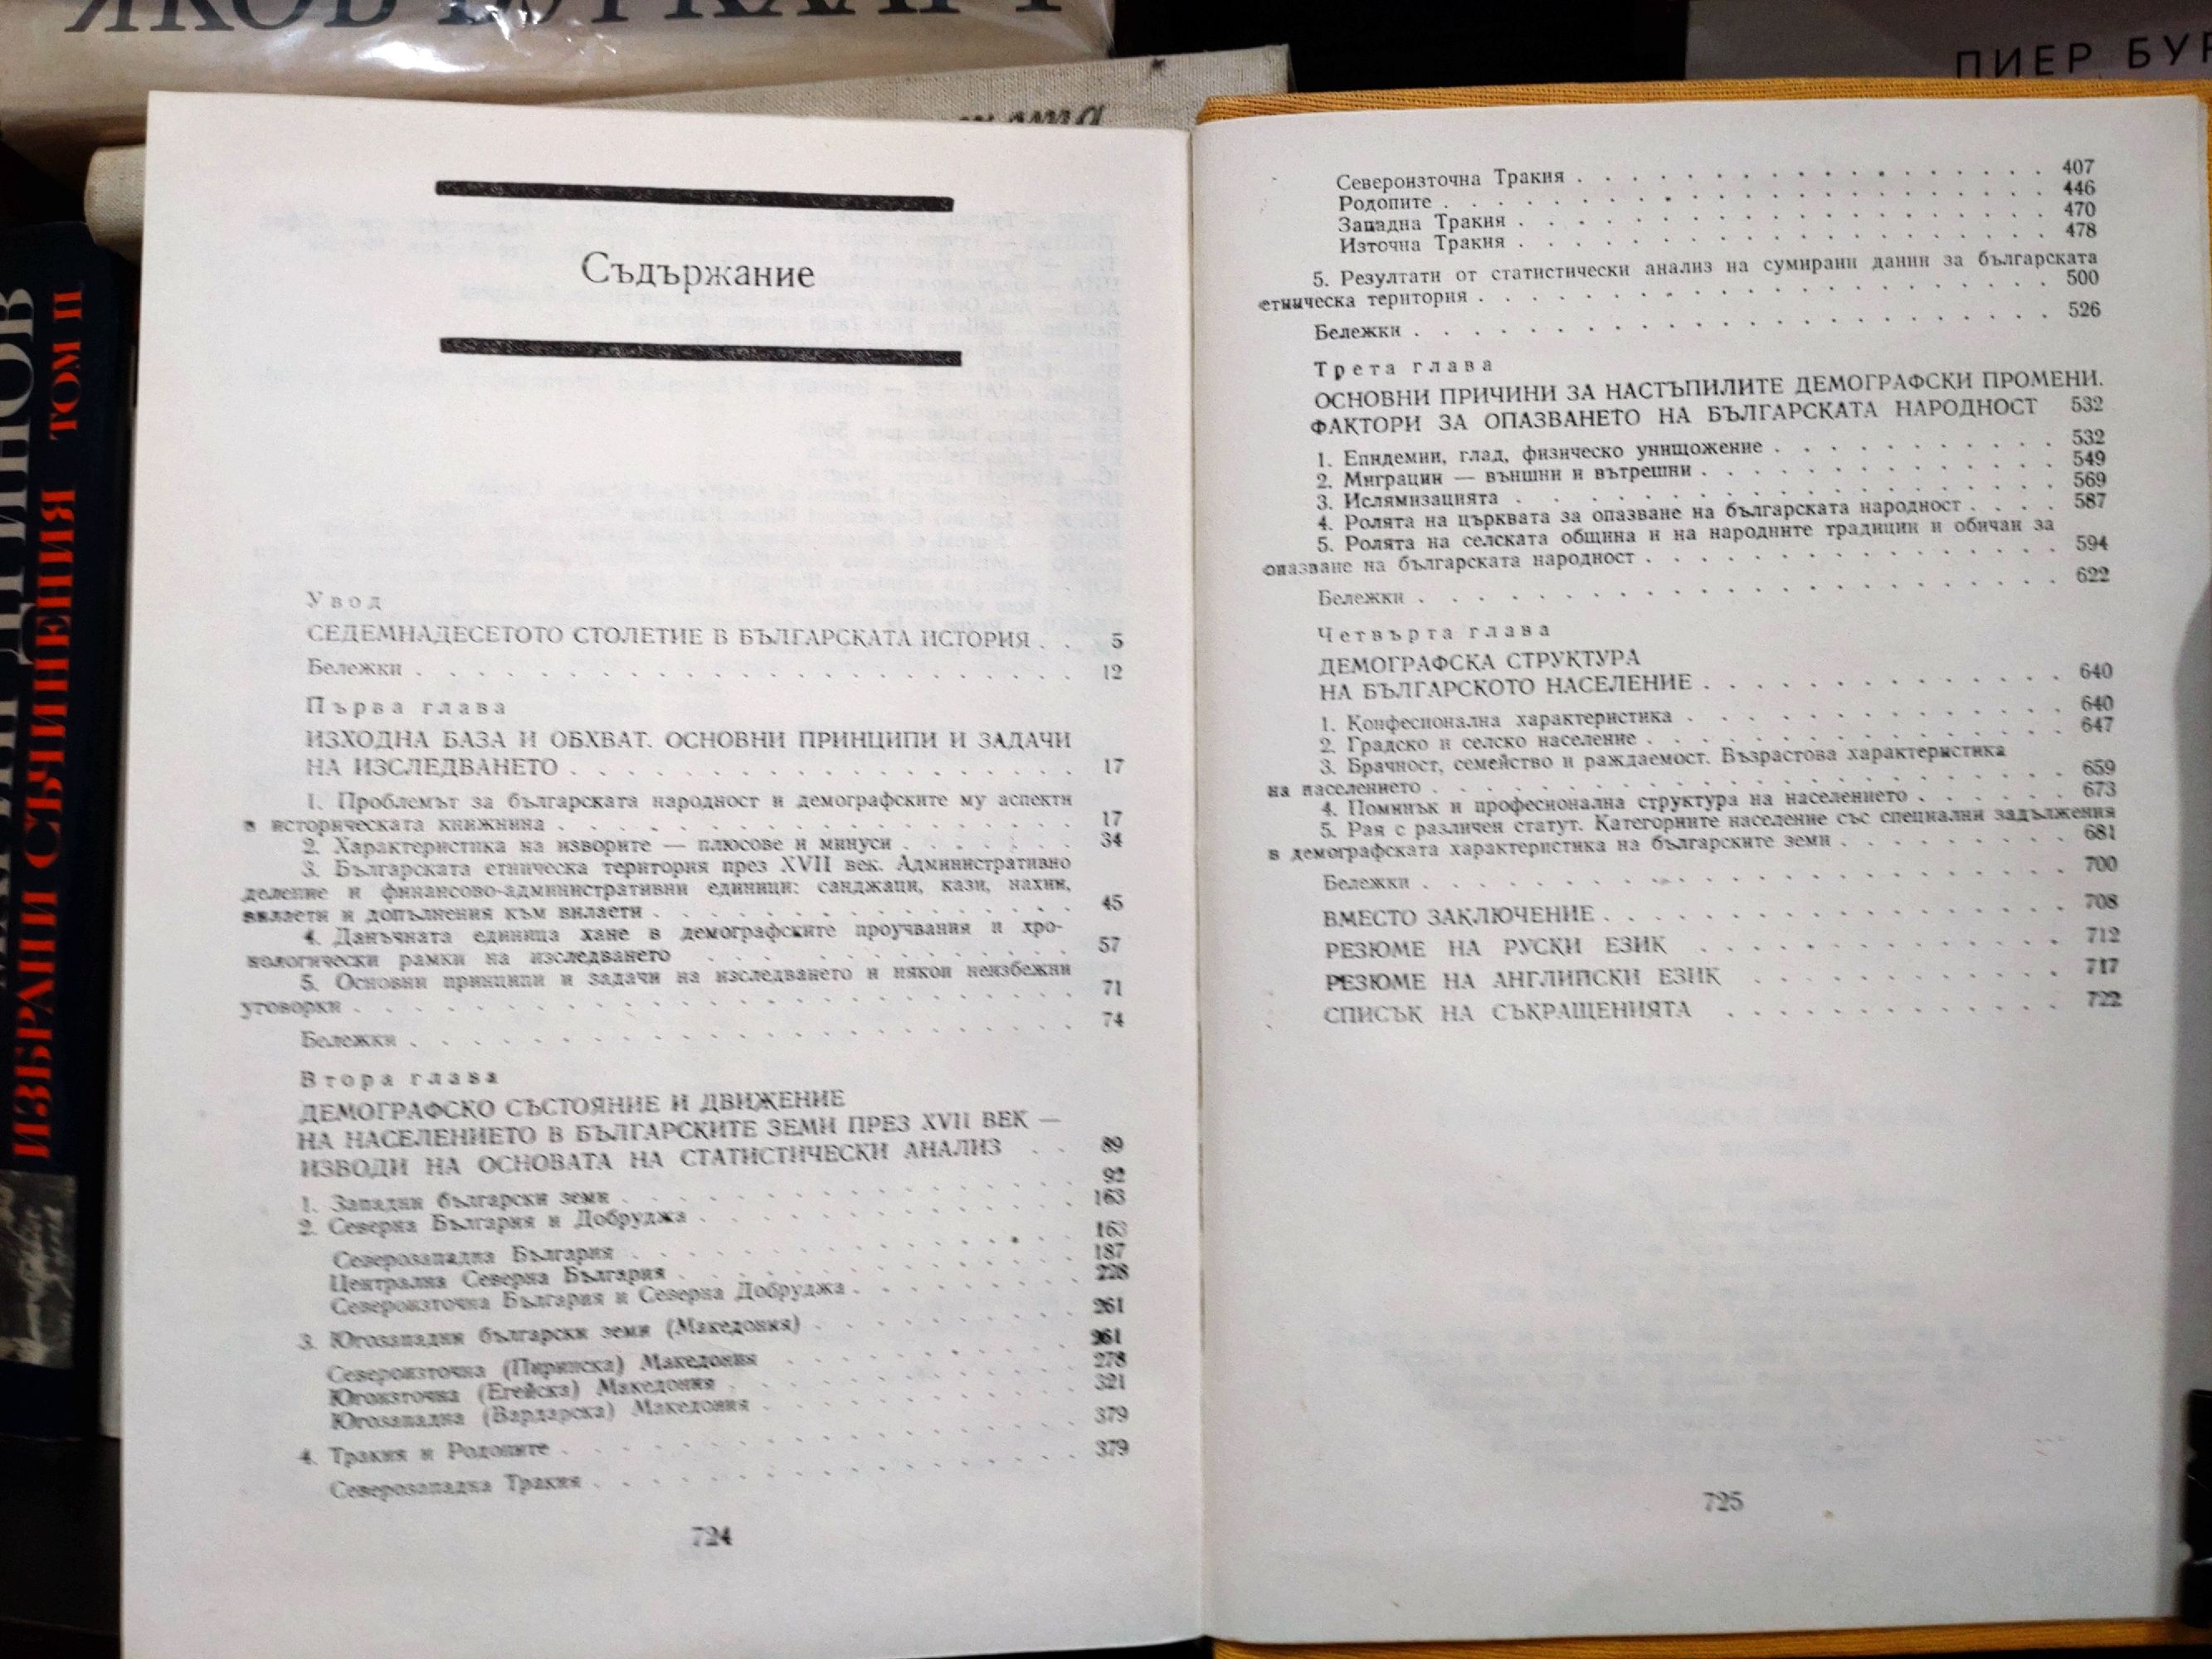 ЯКОВ БУРКХАРТ
ПИЕР БУР
ИЗБРАНИ СЪЧИНЕНИЯ ТОМ II
Съдържание
Увод
СЕДЕМНАДЕСЕТОТО СТОЛЕТИЕ В БЪЛГАРСКАТА ИСТОРИЯ . . 5
Бележки . . . 12
Първа глава
ИЗХОДНА БАЗА И ОБХВАТ. ОСНОВНИ ПРИНЦИПИ И ЗАДАЧИ
НА ИЗСЛЕДВАНЕТО . . . 17
1. Проблемът за българската народност и демографските му аспекти
в историческата книжнина . . . 17
2. Характеристика на изворите — плюсове и минуси . . . 34
3. Българската етническа територия през XVII век. Административно
деление и финансово-административни единици: санджаци, кази, нахии,
вилаети и допълнения към вилаети . . . 45
4. Данъчната единица хане в демографските проучвания и хро-
нологически рамки на изследването . . . 57
5. Основни принципи и задачи на изследването и някои неизбежни
уговорки . . . 71
Бележки . . . 74
Втора глава
ДЕМОГРАФСКО СЪСТОЯНИЕ И ДВИЖЕНИЕ
НА НАСЕЛЕНИЕТО В БЪЛГАРСКИТЕ ЗЕМИ ПРЕЗ XVII ВЕК —
ИЗВОДИ НА ОСНОВАТА НА СТАТИСТИЧЕСКИ АНАЛИЗ . . 89
1. Западни български земи . . . 92
2. Северна България и Добруджа . . . 163
Северозападна България . . . 163
Централна Северна България . . . 187
Североизточна България и Северна Добруджа . . . 228
3. Югозападни български земи (Македония) . . . 261
Североизточна (Пиринска) Македония . . . 261
Югоизточна (Егейска) Македония . . . 278
Югозападна (Вардарска) Македония . . . 321
4. Тракия и Родопите . . . 379
Северозападна Тракия . . . 379
724
Североизточна Тракия . . . 407
Родопите . . . 446
Западна Тракия . . . 470
Източна Тракия . . . 478
5. Резултати от статистически анализ на сумирани данни за българската
етническа територия . . . 500
Бележки . . . 526
Трета глава
ОСНОВНИ ПРИЧИНИ ЗА НАСТЪПИЛИТЕ ДЕМОГРАФСКИ ПРОМЕНИ.
ФАКТОРИ ЗА ОПАЗВАНЕТО НА БЪЛГАРСКАТА НАРОДНОСТ 532
1. Епидемии, глад, физическо унищожение . . . 532
2. Миграции — външни и вътрешни . . . 549
3. Ислямизацията . . . 569
4. Ролята на църквата за опазване на българската народност . . . 587
5. Ролята на селската община и на народните традиции и обичаи за
опазване на българската народност . . . 594
Бележки . . . 622
Четвърта глава
ДЕМОГРАФСКА СТРУКТУРА
НА БЪЛГАРСКОТО НАСЕЛЕНИЕ . . . 640
1. Конфесионална характеристика . . . 640
2. Градско и селско население . . . 647
3. Брачност, семейство и раждаемост. Възрастова характеристика
на населението . . . 659
4. Поминък и професионална структура на населението . . . 673
5. Рая с различен статут. Категориите население със специални задължения
в демографската характеристика на българските земи . . . 681
Бележки . . . 700
ВМЕСТО ЗАКЛЮЧЕНИЕ . . . 708
РЕЗЮМЕ НА РУСКИ ЕЗИК . . . 712
РЕЗЮМЕ НА АНГЛИЙСКИ ЕЗИК . . . 717
СПИСЪК НА СЪКРАЩЕНИЯТА . . . 722
725